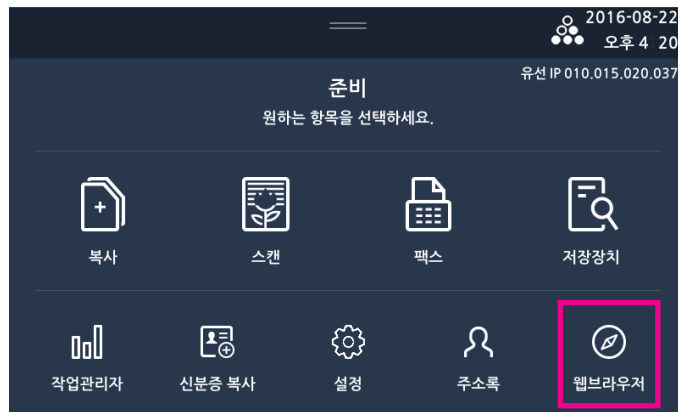 2016-08-22
오후 4 20
유선 IP 010.015.020.037
준비
원하는 항목을 선택하세요.
복사 스캔 팩스 저장장치
작업관리자 신분증 복사 설정 주소록 웹브라우저